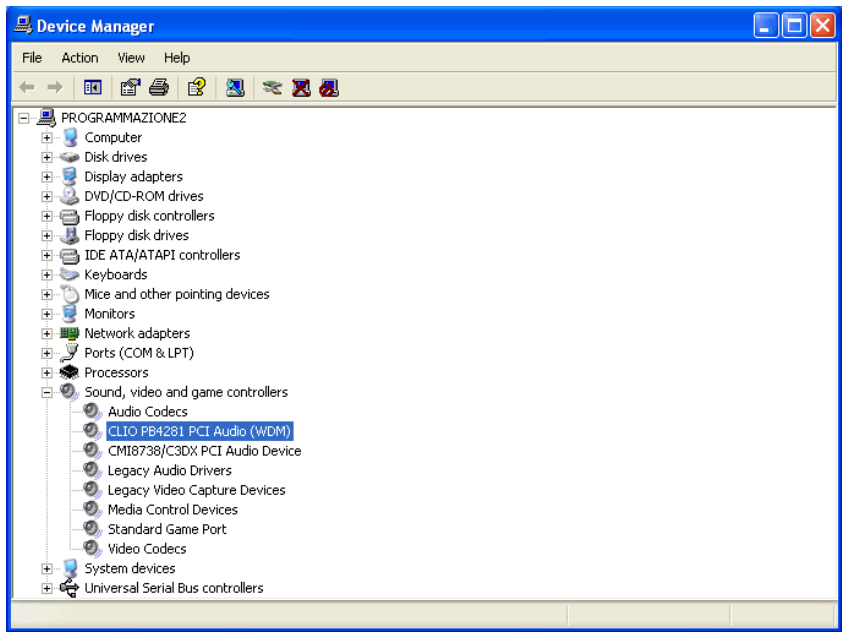 Device Manager
File Action View Help
PROGRAMMAZIONE2
Computer
Disk drives
Display adapters
DVD/CD-ROM drives
Floppy disk controllers
Floppy disk drives
IDE ATA/ATAPI controllers
Keyboards
Mice and other pointing devices
Monitors
Network adapters
Ports (COM & LPT)
Processors
Sound, video and game controllers
Audio Codecs
CLIO PB4281 PCI Audio (WDM)
CMI8738/C3DX PCI Audio Device
Legacy Audio Drivers
Legacy Video Capture Devices
Media Control Devices
Standard Game Port
Video Codecs
System devices
Universal Serial Bus controllers